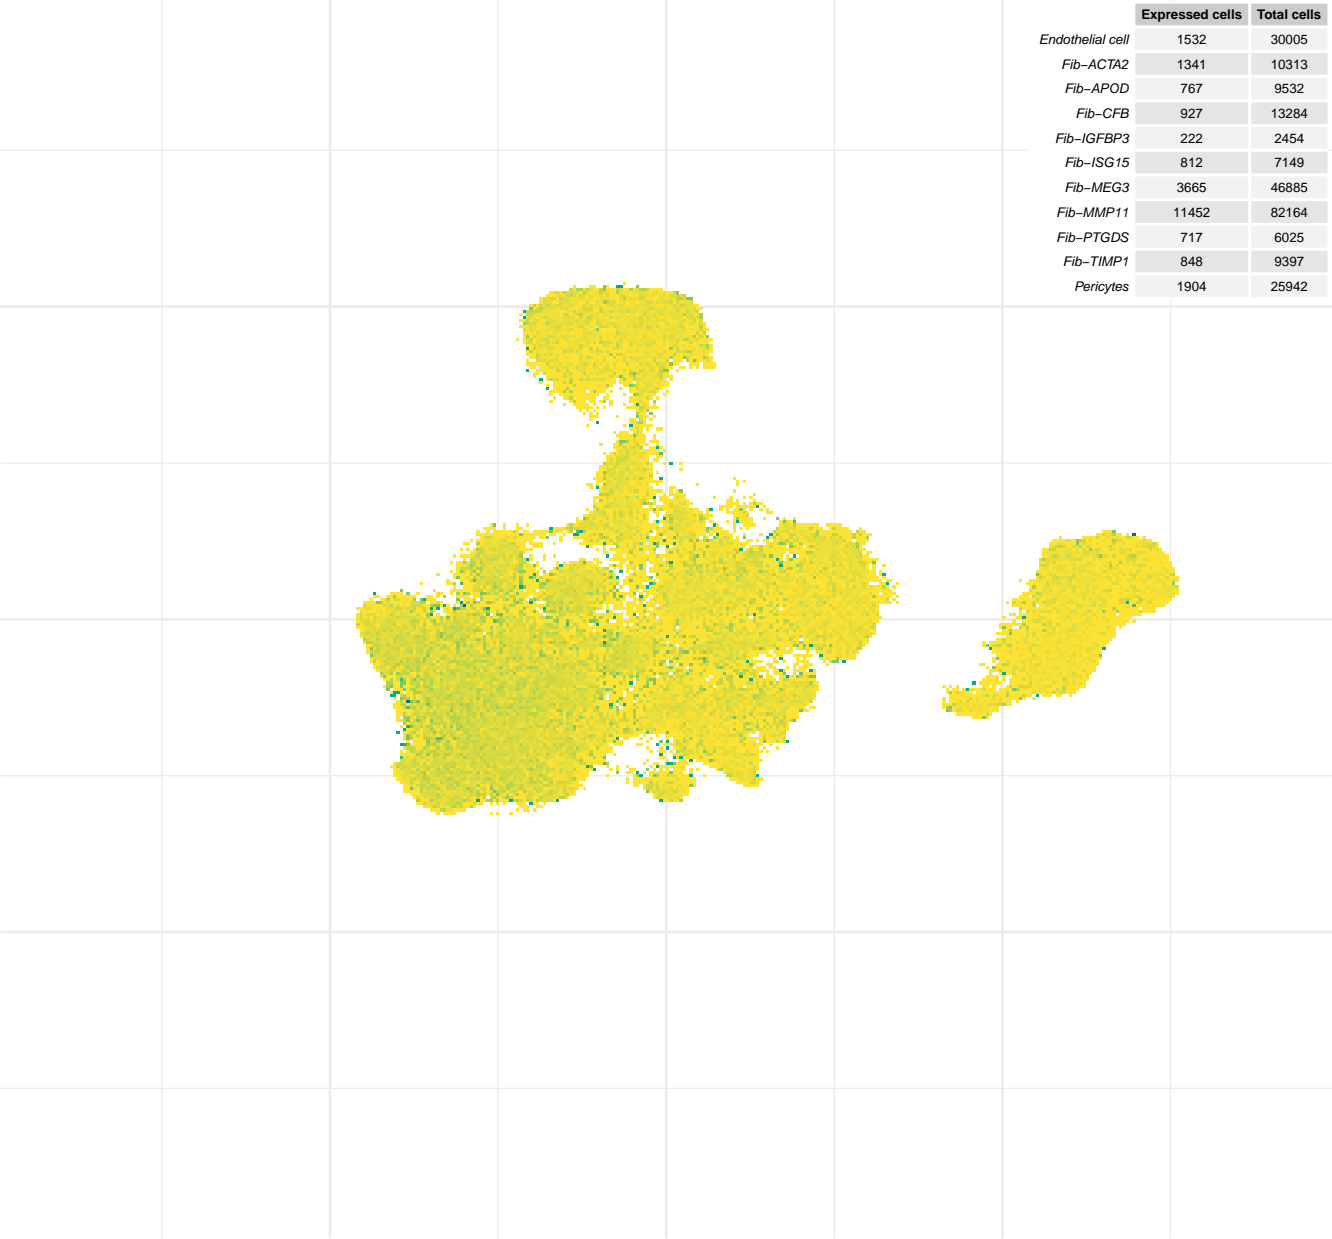 Expressed cells Total cells
Endothelial cell 1532 30005
Fib−ACTA2 1341 10313
Fib−APOD 767 9532
Fib−CFB 927 13284
Fib−IGFBP3 222 2454
Fib−ISG15 812 7149
Fib−MEG3 3665 46885
Fib−MMP11 11452 82164
Fib−PTGDS 717 6025
Fib−TIMP1 848 9397
Pericytes 1904 25942